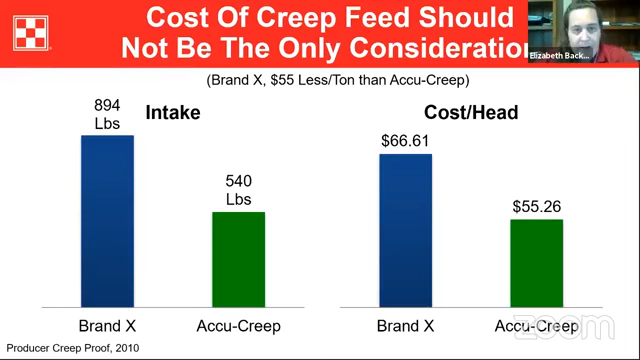 Cost Of Creep Feed Should
Not Be The Only Consideration
Elizabeth Back...
(Brand X, $55 Less/Ton than Accu-Creep)
894
Lbs
Intake
540
Lbs
Brand X
Accu-Creep
Cost/Head
$66.61
$55.26
Brand X
Accu-Creep
zoom
Producer Creep Proof, 2010